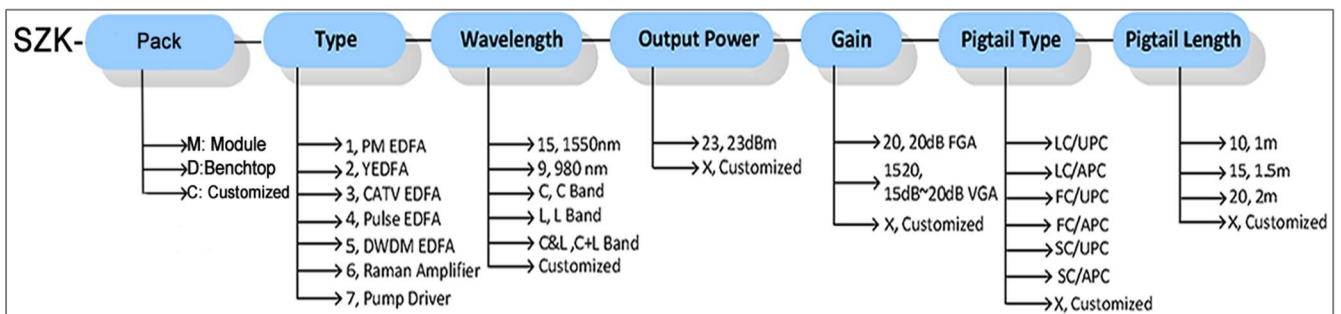 SZK-
Pack
Type
Wavelength
Output Power
Gain
Pigtail Type
Pigtail Length
M: Module
D:Benchtop
C: Customized
1, PM EDFA
2, YEDFA
3, CATV EDFA
4, Pulse EDFA
5, DWDM EDFA
6, Raman Amplifier
7, Pump Driver
15, 1550nm
9, 980 nm
C, C Band
L, L Band
C&L ,C+L Band
Customized
23, 23dBm
X, Customized
20, 20dB FGA
1520,
15dB~20dB VGA
X, Customized
LC/UPC
LC/APC
FC/UPC
FC/APC
SC/UPC
SC/APC
X, Customized
10, 1m
15, 1.5m
20, 2m
X, Customized